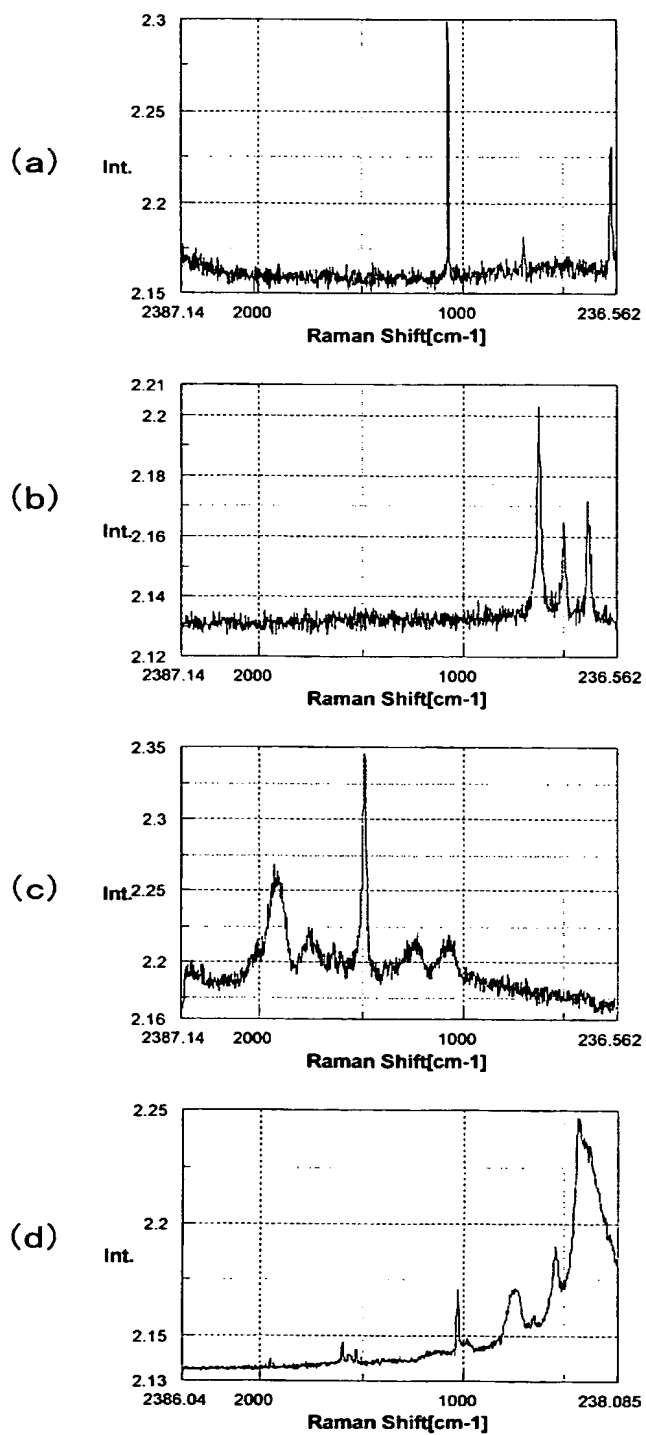 (a)
Int.
2.3
2.25
2.2
2.15
2387.14 2000 1000 236.562
Raman Shift[cm-1]
(b)
Int.
2.21
2.2
2.18
2.16
2.14
2.12
2387.14 2000 1000 236.562
Raman Shift[cm-1]
(c)
Int.
2.35
2.3
2.25
2.2
2.16
2387.14 2000 1000 236.562
Raman Shift[cm-1]
(d)
Int.
2.25
2.2
2.15
2.13
2386.04 2000 1000 238.085
Raman Shift[cm-1]